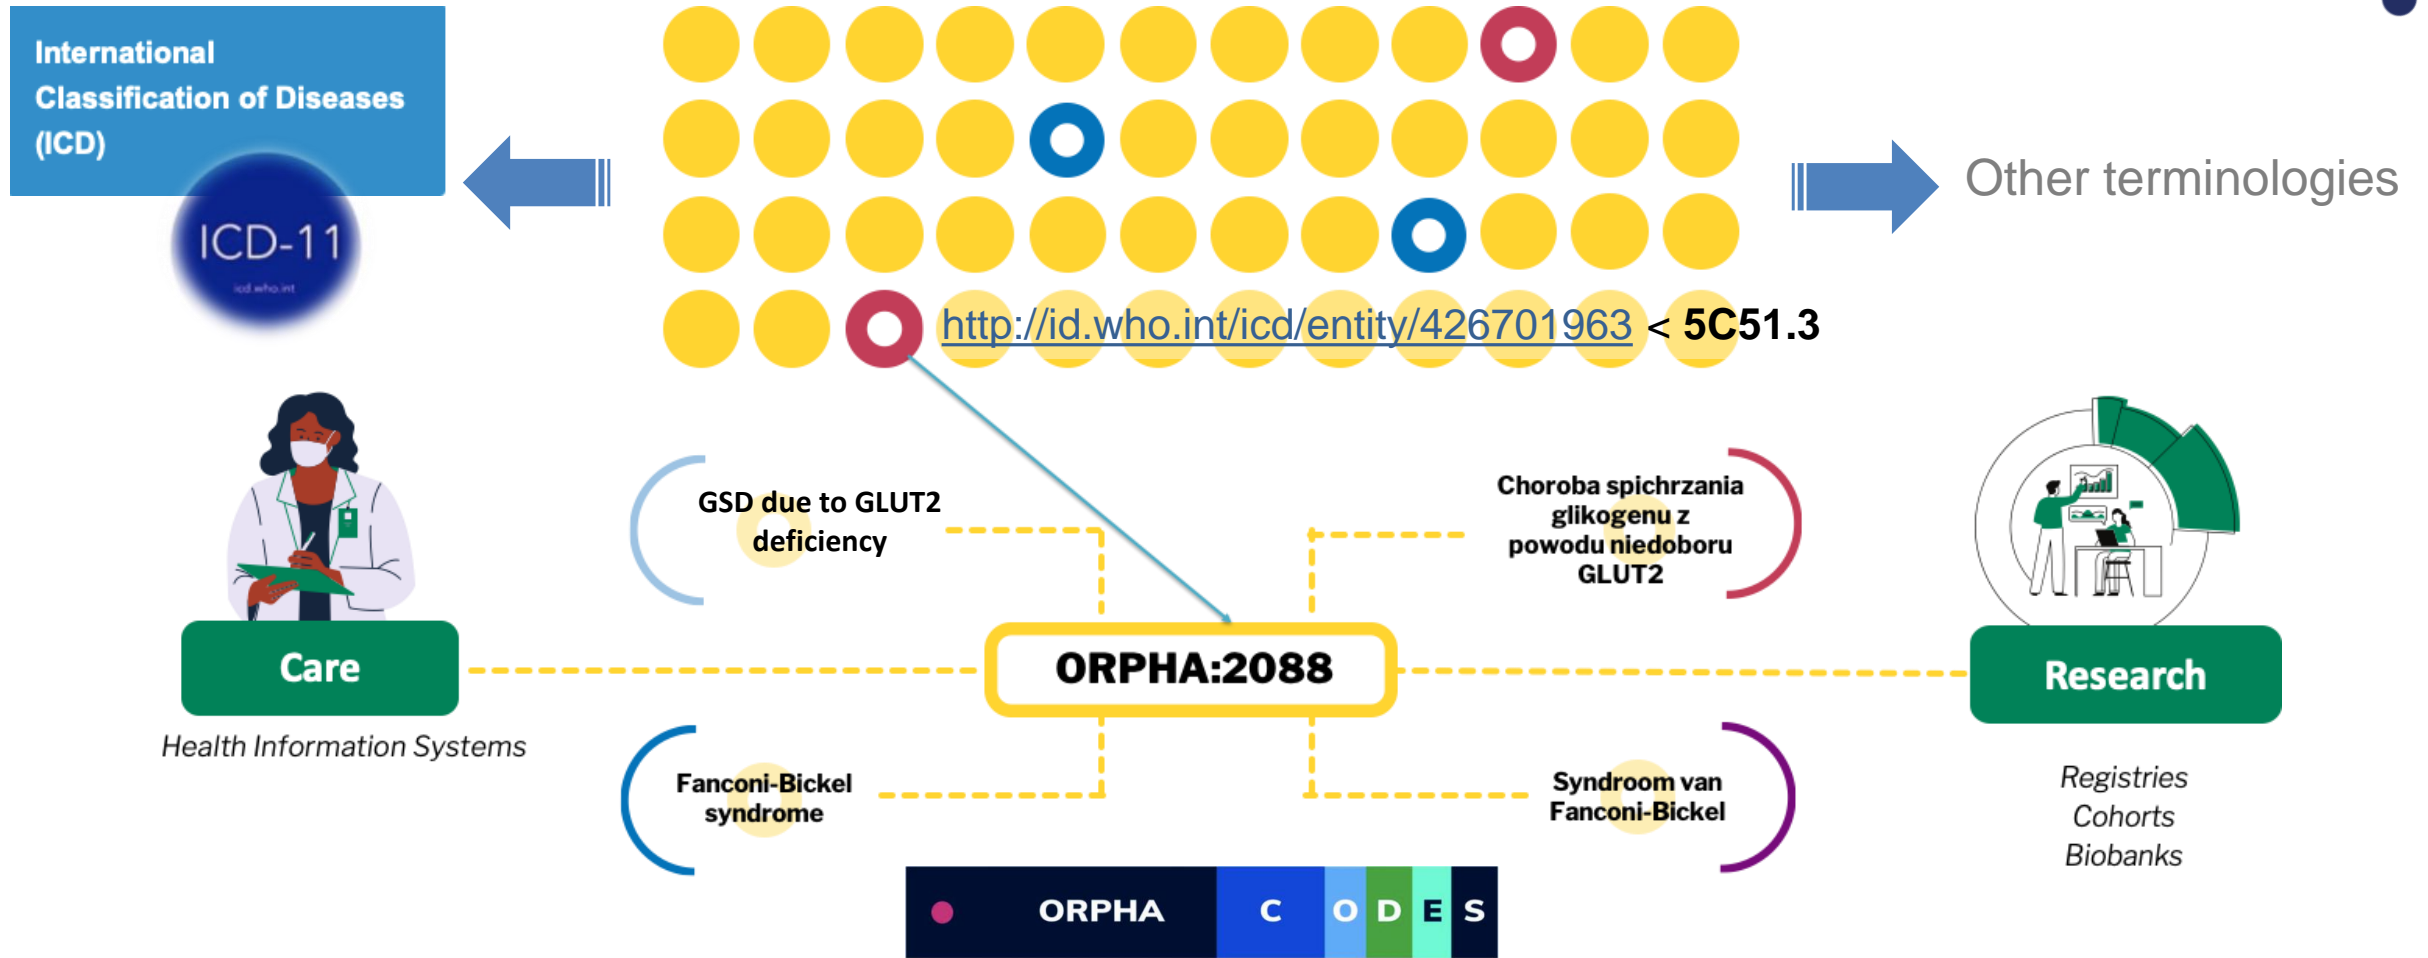 International
Classification of Diseases
(ICD)
ICD-11
icd.who.int
Other terminologies
http://id.who.int/icd/entity/426701963 < 5C51.3
GSD due to GLUT2
deficiency
Choroba spichrzania
glikogenu z
powodu niedoboru
GLUT2
Care
ORPHA:2088
Research
Health Information Systems
Fanconi-Bickel
syndrome
Syndroom van
Fanconi-Bickel
Registries
Cohorts
Biobanks
ORPHA CODES